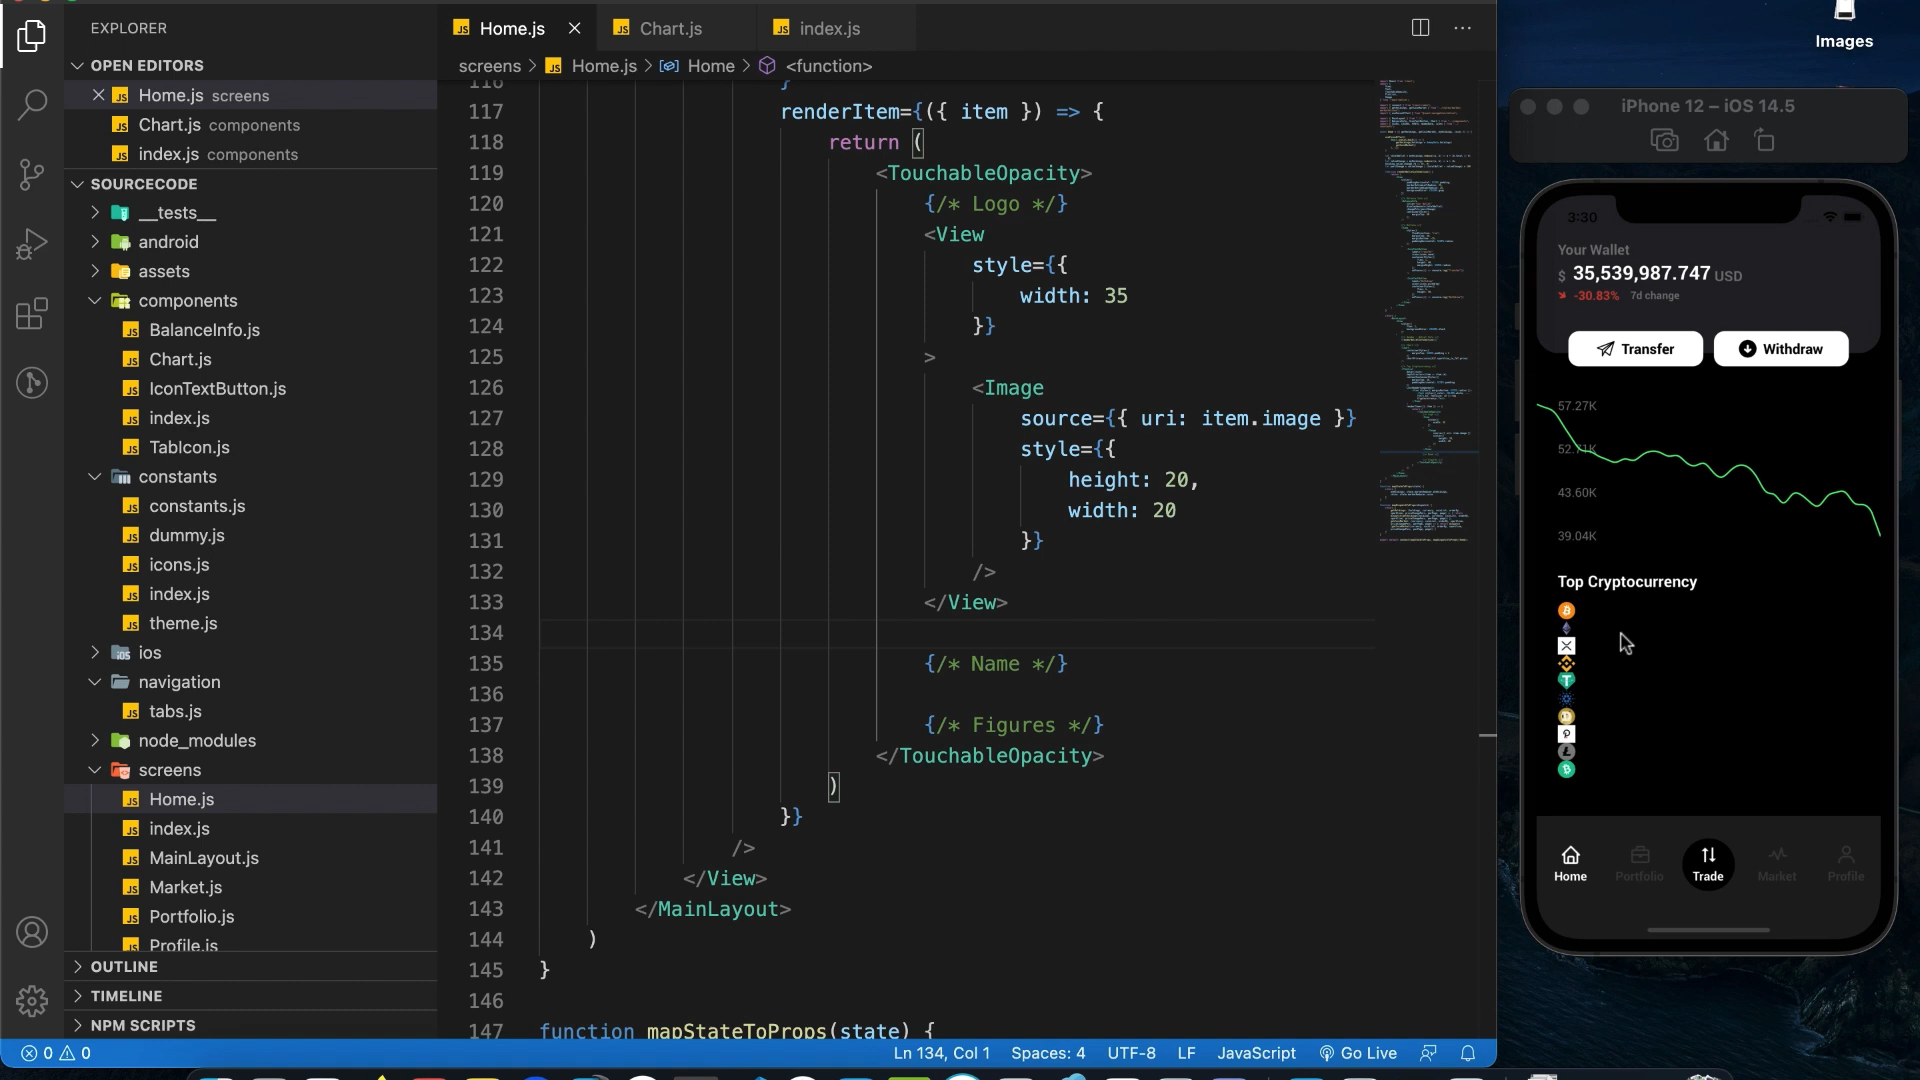 EXPLORER
OPEN EDITORS
Home.js screens
Chart.js components
index.js components
SOURCECODE
__tests__
android
assets
components
BalanceInfo.js
Chart.js
IconTextButton.js
index.js
TabIcon.js
constants
constants.js
dummy.js
icons.js
index.js
theme.js
ios
navigation
tabs.js
node_modules
screens
Home.js
index.js
MainLayout.js
Market.js
Portfolio.js
Profile.js
OUTLINE
TIMELINE
NPM SCRIPTS
Home.js
Chart.js
index.js
screens > Home.js > Home > <function>
116 }
117 renderItem={({ item }) => {
118 return (
119 <TouchableOpacity>
120 {/* Logo */}
121 <View
122 style={{
123 width: 35
124 }}
125 >
126 <Image
127 source={{ uri: item.image }}
128 style={{
129 height: 20,
130 width: 20
131 }}
132 />
133 </View>
134
135 {/* Name */}
136
137 {/* Figures */}
138 </TouchableOpacity>
139 )
140 }}
141 />
142 </View>
143 </MainLayout>
144 )
145 }
146
147 function mapStateToProps(state) {
0 0
Ln 134, Col 1 Spaces: 4 UTF-8 LF JavaScript Go Live
Images
iPhone 12 – iOS 14.5
3:30
Your Wallet
$ 35,539,987.747 USD
-30.83% 7d change
Transfer Withdraw
57.27K
52.71K
43.60K
39.04K
Top Cryptocurrency
Home Portfolio Trade Market Profile